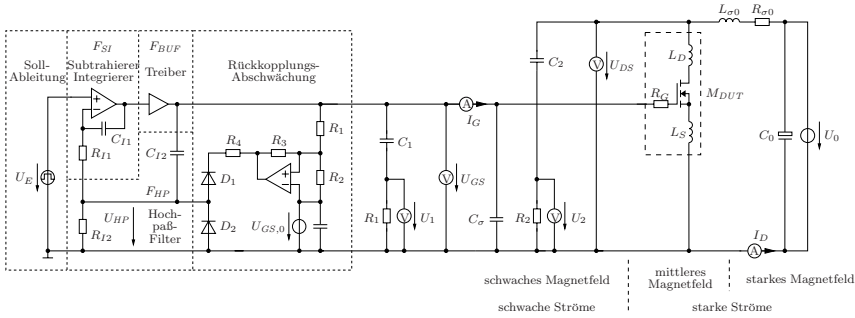 L_σ0 R_σ0
F_SI F_BUF Rückkopplungs-
Soll- Subtrahierer Abschwächung
Ableitung Integrierer Treiber
C_2 U_DS L_D
R_G M_DUT
C_I1 I_G
R_1 L_S C_0 U_0
R_I1 C_I2 R_4 R_3 C_1
R_2
U_E D_1 U_GS
F_HP
U_HP Hoch- R_1 U_1 R_2 U_2
R_I2 paß- D_2 U_GS,0 C_σ
Filter
I_D
schwaches Magnetfeld mittleres starkes Magnetfeld
Magnetfeld
schwache Ströme starke Ströme